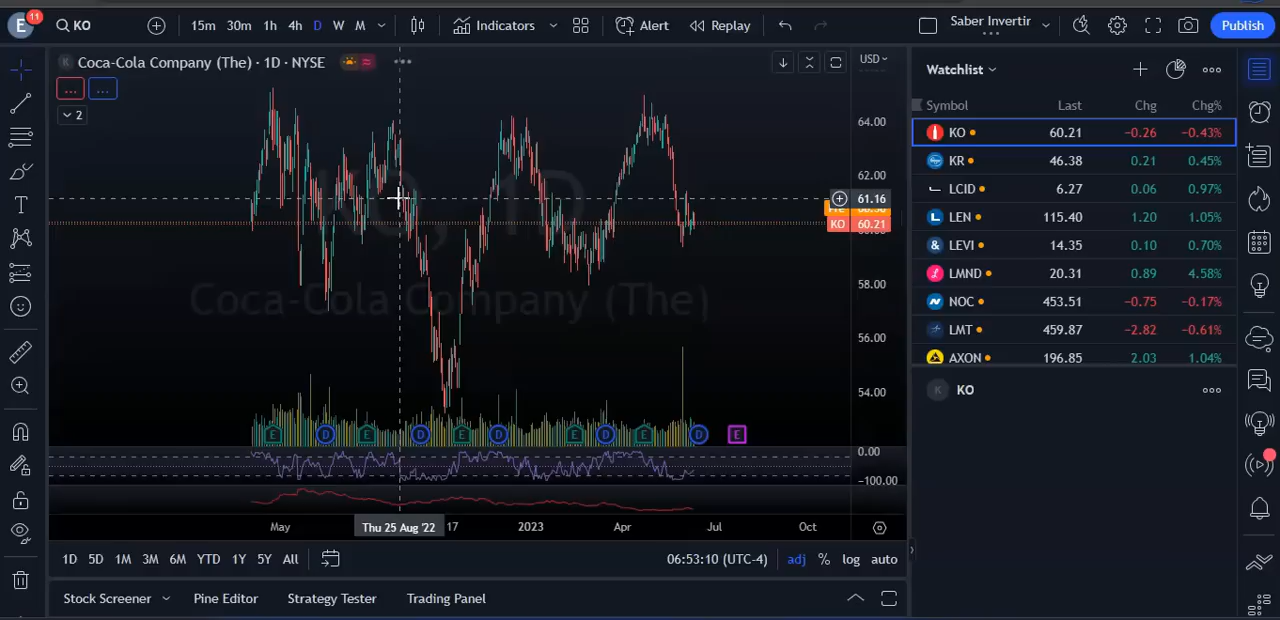 E 11 KO 15m 30m 1h 4h D W M Indicators Alert Replay Saber Invertir Publish
Coca-Cola Company (The) · 1D · NYSE USD
... ...
2
KO, 1D
Coca-Cola Company (The)
64.00
62.00
61.16
KO 60.21
58.00
56.00
54.00
E D E D E D E D E D E
0.00
−100.00
May Thu 25 Aug '22 17 2023 Apr Jul Oct
1D 5D 1M 3M 6M YTD 1Y 5Y All 06:53:10 (UTC-4) adj % log auto
Stock Screener Pine Editor Strategy Tester Trading Panel
Watchlist
Symbol Last Chg Chg%
KO 60.21 −0.26 −0.43%
KR 46.38 0.21 0.45%
LCID 6.27 0.06 0.97%
LEN 115.40 1.20 1.05%
LEVI 14.35 0.10 0.70%
LMND 20.31 0.89 4.58%
NOC 453.51 −0.75 −0.17%
LMT 459.87 −2.82 −0.61%
AXON 196.85 2.03 1.04%
K KO